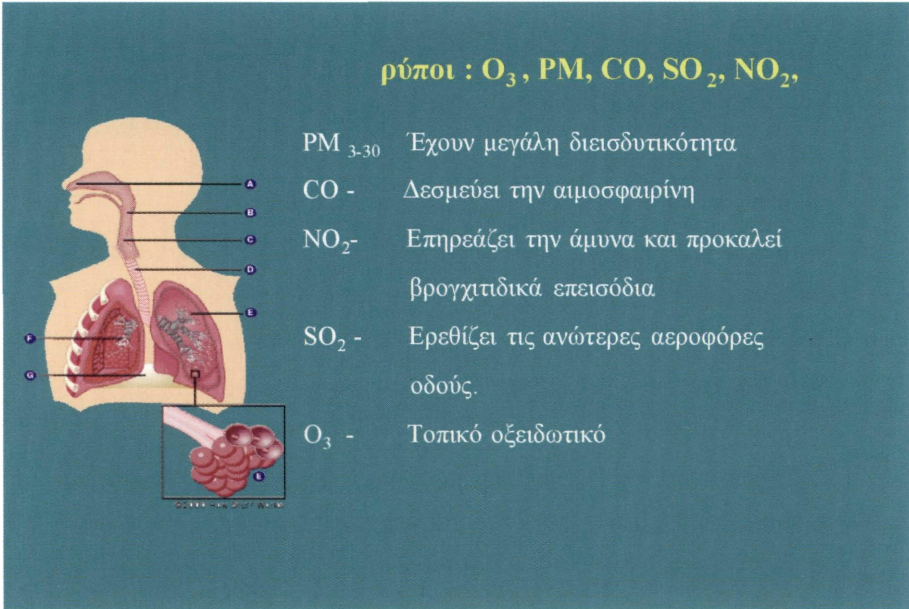 ρύποι : O₃ , PM, CO, SO₂, NO₂,
PM ₃₋₃₀ Έχουν μεγάλη διεισδυτικότητα
CO - Δεσμεύει την αιμοσφαιρίνη
NO₂- Επηρεάζει την άμυνα και προκαλεί
βρογχιτιδικά επεισόδια
SO₂ - Ερεθίζει τις ανώτερες αεροφόρες
οδούς.
O₃ - Τοπικό οξειδωτικό
A
B
C
D
E
F
G
E